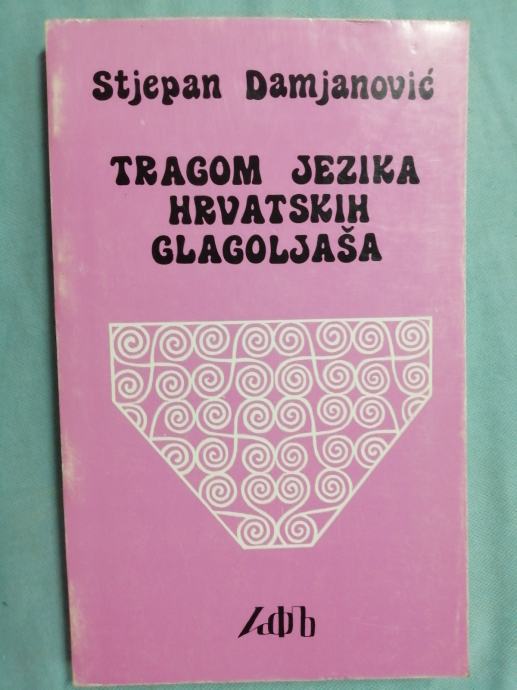 Stjepan Damjanović
TRAGOM JEZIKA
HRVATSKIH
GLAGOLJAŠA